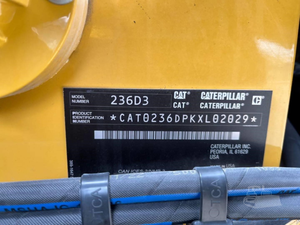 MODEL NUMBER 236D3 CAT CATERPILLAR
CAT CATERPILLAR
PRODUCT IDENTIFICATION NUMBER *CAT0236DPKXL02029*
CATERPILLAR INC.
PEORIA, IL 61629
USA